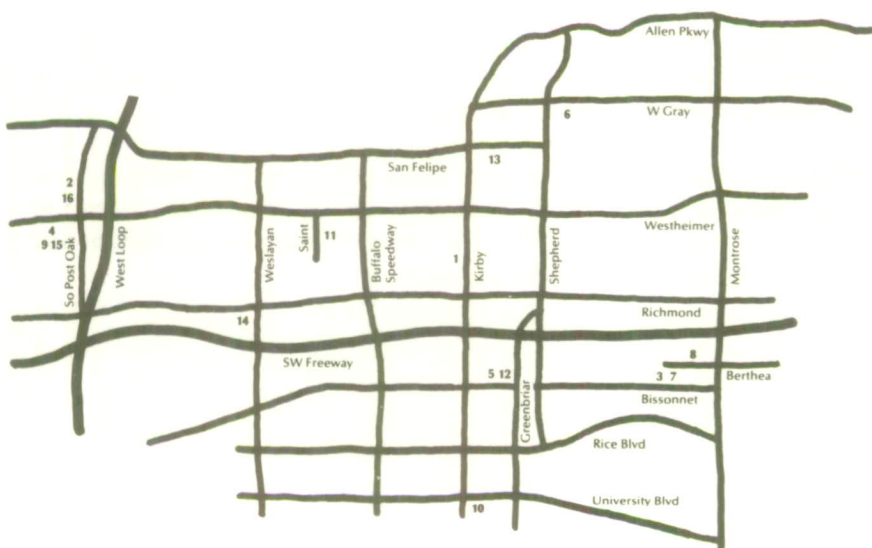 Allen Pkwy
6
W Gray
13
San Felipe
2
16
4
9 15
So Post Oak
West Loop
Weslayan
Saint
11
Buffalo
Speedway
1
Kirby
Shepherd
Westheimer
Montrose
14
Richmond
SW Freeway
5 12
Greenbriar
8
3 7
Berthea
Bissonnet
Rice Blvd
University Blvd
10